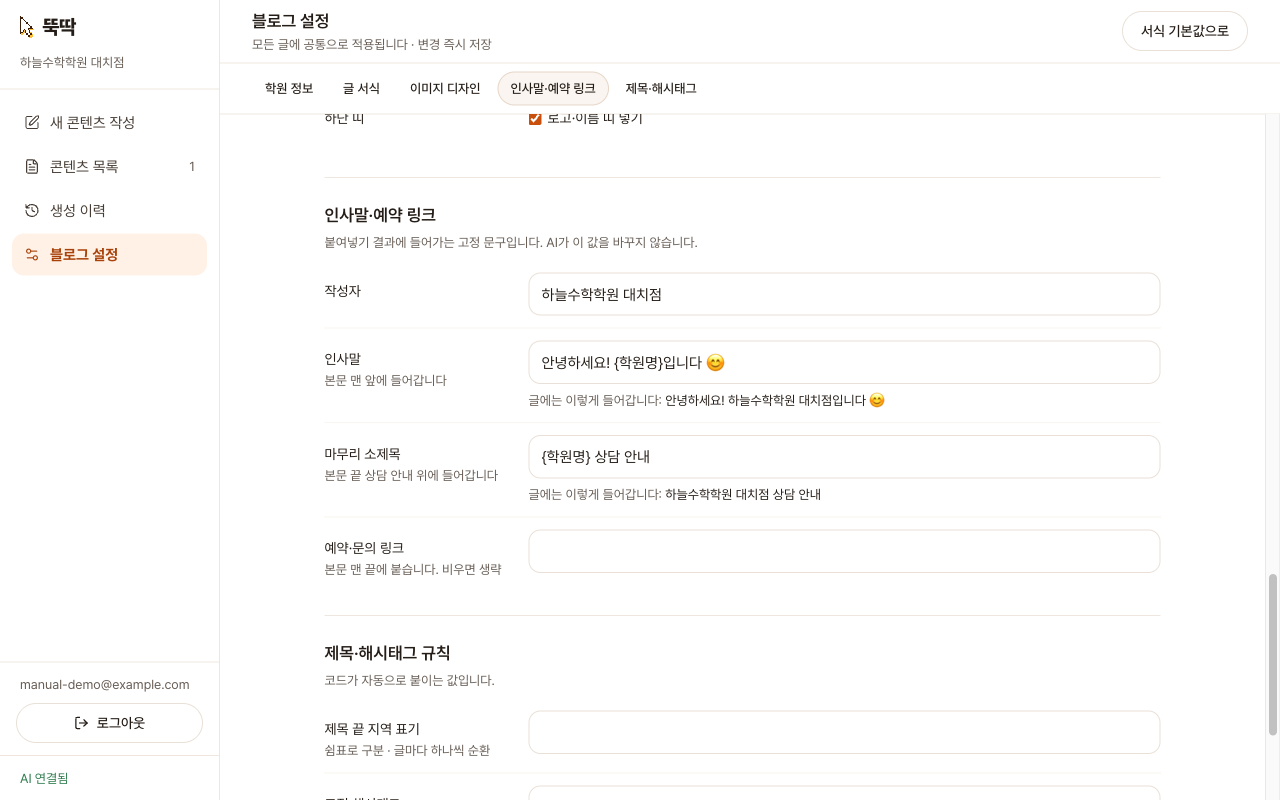 뚝딱
하늘수학학원 대치점
새 콘텐츠 작성
콘텐츠 목록 1
생성 이력
블로그 설정
manual-demo@example.com
로그아웃
AI 연결됨
블로그 설정
모든 글에 공통으로 적용됩니다 · 변경 즉시 저장
서식 기본값으로
학원 정보 글 서식 이미지 디자인 인사말·예약 링크 제목·해시태그
하단 띠 로고·이름 띠 넣기
인사말·예약 링크
붙여넣기 결과에 들어가는 고정 문구입니다. AI가 이 값을 바꾸지 않습니다.
작성자 하늘수학학원 대치점
인사말 안녕하세요! {학원명}입니다 😊
본문 맨 앞에 들어갑니다
글에는 이렇게 들어갑니다: 안녕하세요! 하늘수학학원 대치점입니다 😊
마무리 소제목 {학원명} 상담 안내
본문 끝 상담 안내 위에 들어갑니다
글에는 이렇게 들어갑니다: 하늘수학학원 대치점 상담 안내
예약·문의 링크
본문 맨 끝에 붙습니다. 비우면 생략
제목·해시태그 규칙
코드가 자동으로 붙이는 값입니다.
제목 끝 지역 표기
쉼표로 구분 · 글마다 하나씩 순환